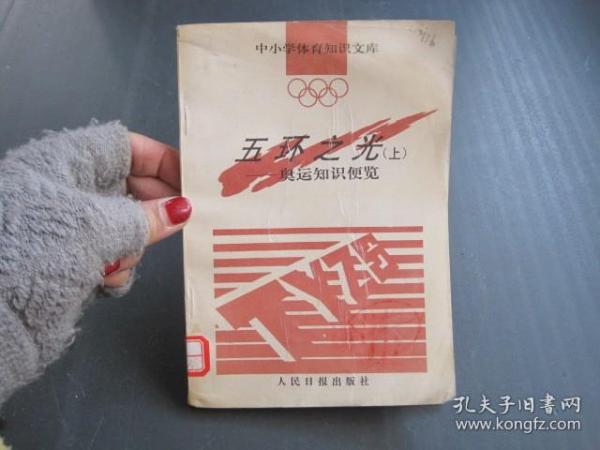 中小学体育知识文库
五环之光(上)
——奥运知识便览
人民日报出版社
孔夫子旧书网
www.kongfz.com